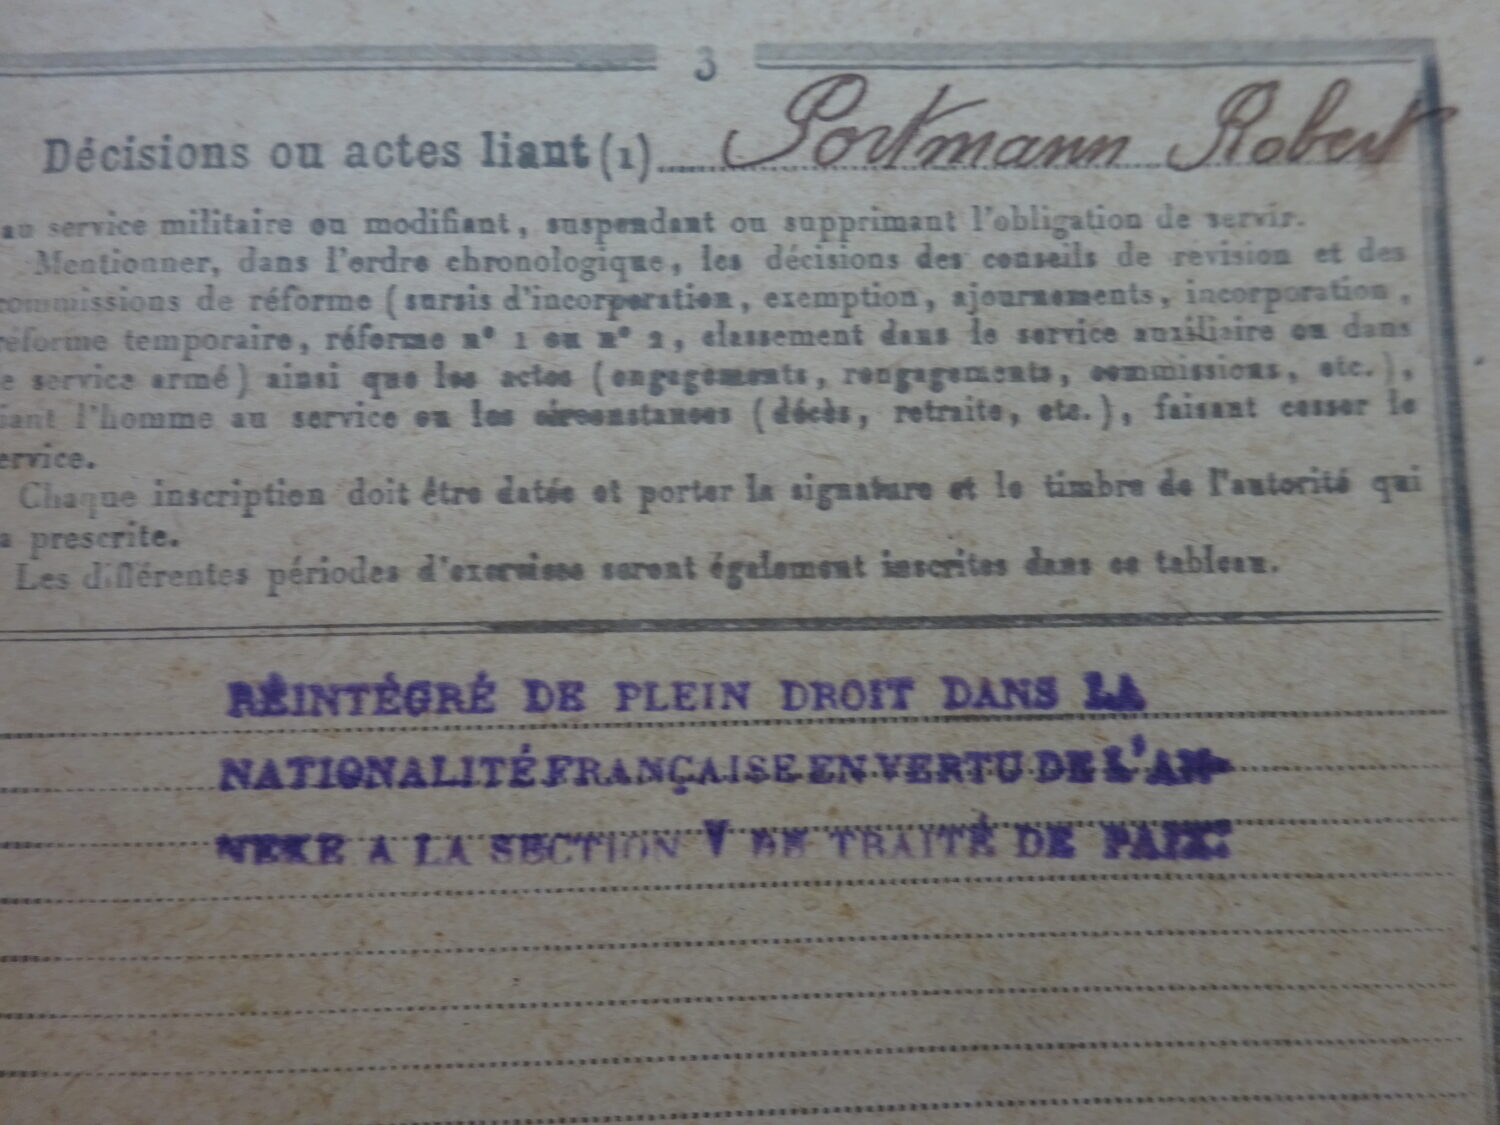 3
Décisions ou actes liant (1) Portmann Robert
au service militaire ou modifiant, suspendant ou supprimant l'obligation de servir.
Mentionner, dans l'ordre chronologique, les décisions des conseils de révision et des
commissions de réforme (sursis d'incorporation, exemption, ajournements, incorporation,
réforme temporaire, réforme n° 1 ou n° 2, classement dans le service auxiliaire ou dans
le service armé) ainsi que les actes (engagements, rengagements, commissions, etc.),
liant l'homme au service ou les circonstances (décès, retraite, etc.), faisant cesser le
service.
Chaque inscription doit être datée et porter la signature et le timbre de l'autorité qui
la prescrite.
Les différentes périodes d'exercices seront également inscrites dans ce tableau.
RÉINTÉGRÉ DE PLEIN DROIT DANS LA
NATIONALITÉ FRANÇAISE EN VERTU DE L'AN-
NEXE A LA SECTION V DE TRAITÉ DE PAIX.